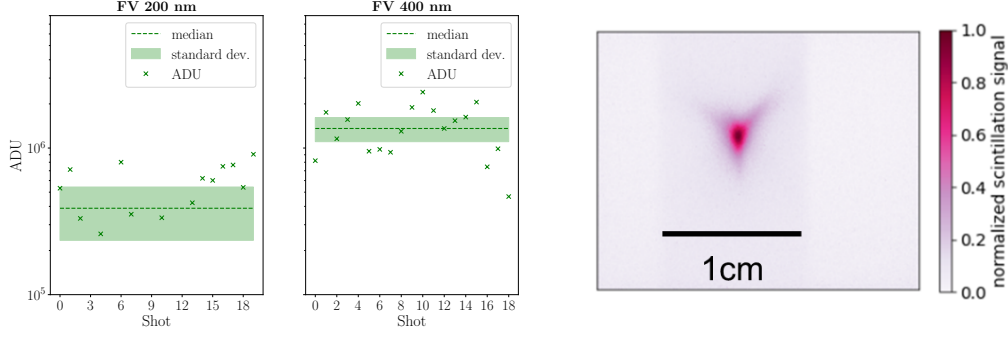 FV 200 nm
median
standard dev.
ADU
ADU
10^6
10^5
0 3 6 9 12 15 18
Shot
FV 400 nm
median
standard dev.
ADU
0 2 4 6 8 10 12 14 16 18
Shot
1cm
1.0
0.8
0.6
0.4
0.2
0.0
normalized scintillation signal